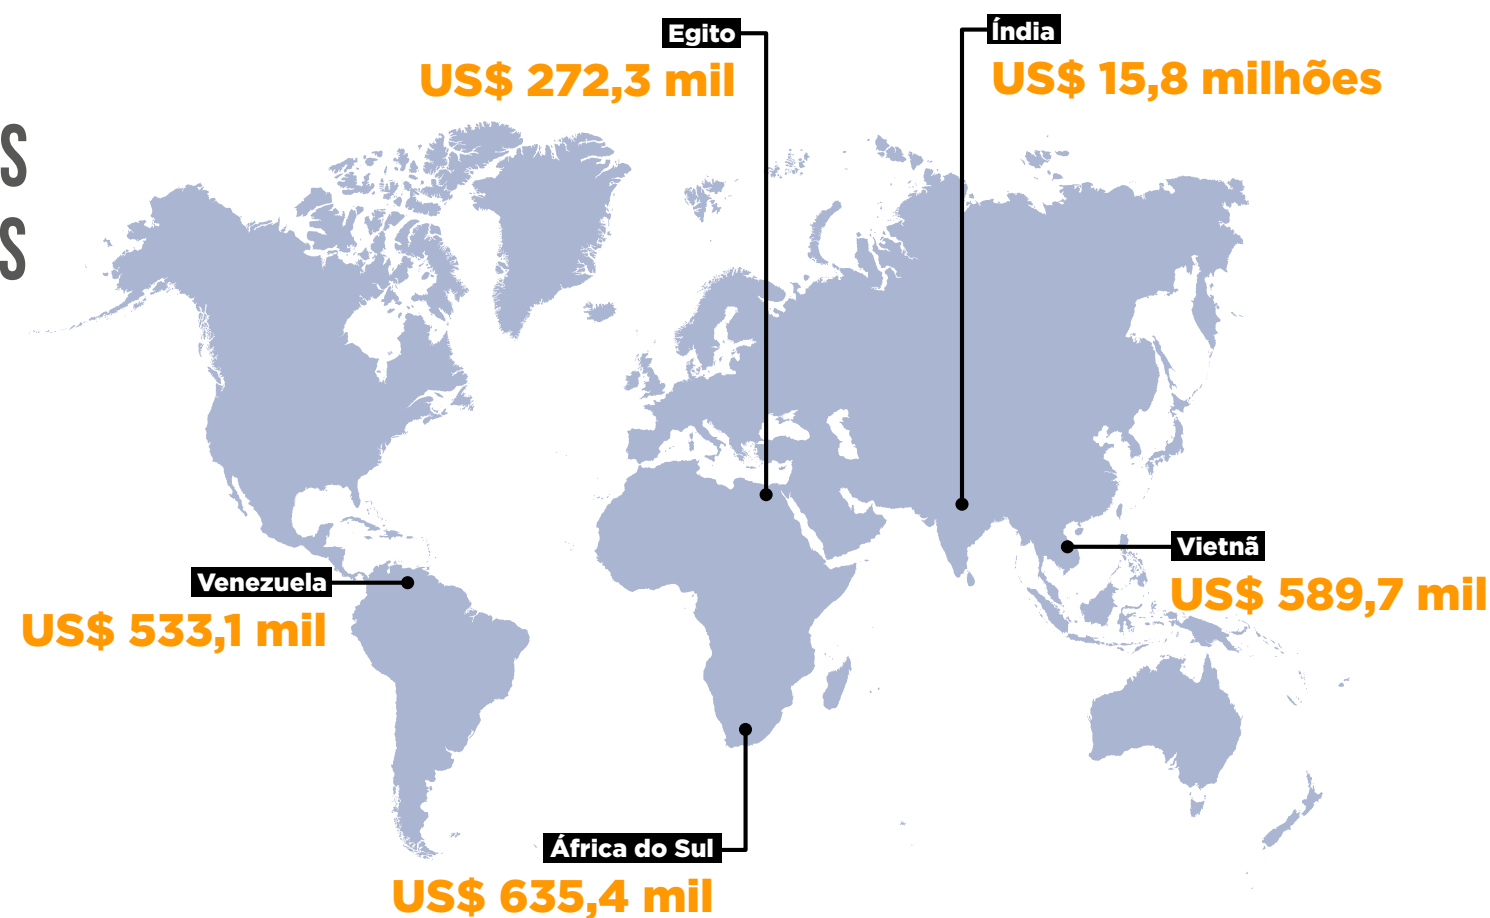 Egito
US$ 272,3 mil
Índia
US$ 15,8 milhões
S
S
Vietnã
US$ 589,7 mil
Venezuela
US$ 533,1 mil
África do Sul
US$ 635,4 mil